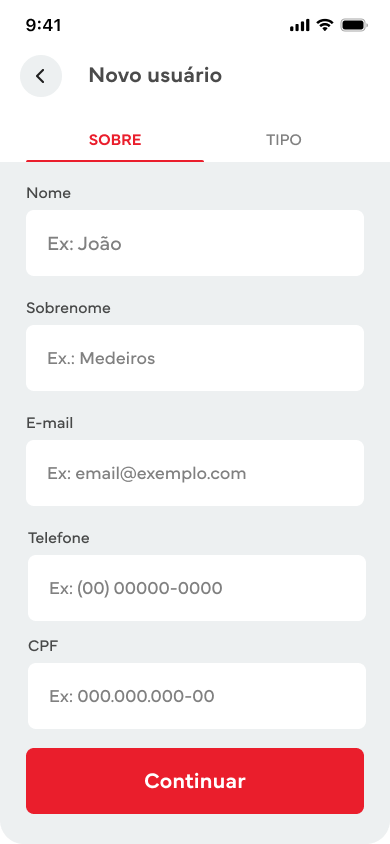 9:41
Novo usuário
SOBRE
TIPO
Nome
Ex: João
Sobrenome
Ex.: Medeiros
E-mail
Ex: email@exemplo.com
Telefone
Ex: (00) 00000-0000
CPF
Ex: 000.000.000-00
Continuar